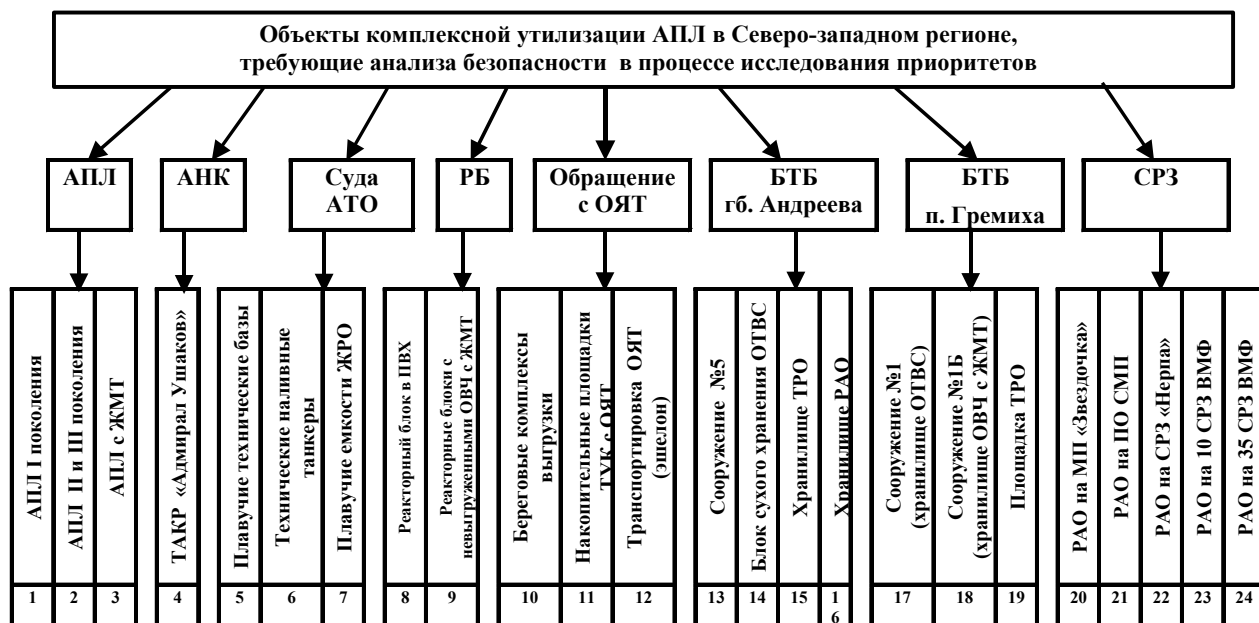 Объекты комплексной утилизации АПЛ в Северо-западном регионе,
требующие анализа безопасности в процессе исследования приоритетов
АПЛ
АНК
Суда
АТО
РБ
Обращение
с ОЯТ
БТБ
гб. Андреева
БТБ
п. Гремиха
СРЗ
АПЛ I поколения
АПЛ II и III поколения
АПЛ с ЖМТ
ТАКР «Адмирал Ушаков»
Плавучие технические базы
Технические наливные
танкеры
Плавучие емкости ЖРО
Реакторный блок в ПВХ
Реакторные блоки с
невыгруженными ОВЧ с ЖМТ
Береговые комплексы
выгрузки
Накопительные площадки
ТУК с ОЯТ
Транспортировка ОЯТ
(эшелон)
Сооружение №5
Блок сухого хранения ОТВС
Хранилище ТРО
Хранилище РАО
Сооружение №1
(хранилище ОТВС)
Сооружение №1Б
(хранилище ОВЧ с ЖМТ)
Площадка ТРО
РАО на МП «Звездочка»
РАО на ПО СМП
РАО на СРЗ «Нерпа»
РАО на 10 СРЗ ВМФ
РАО на 35 СРЗ ВМФ
1
2
3
4
5
6
7
8
9
10
11
12
13
14
15
1
6
17
18
19
20
21
22
23
24